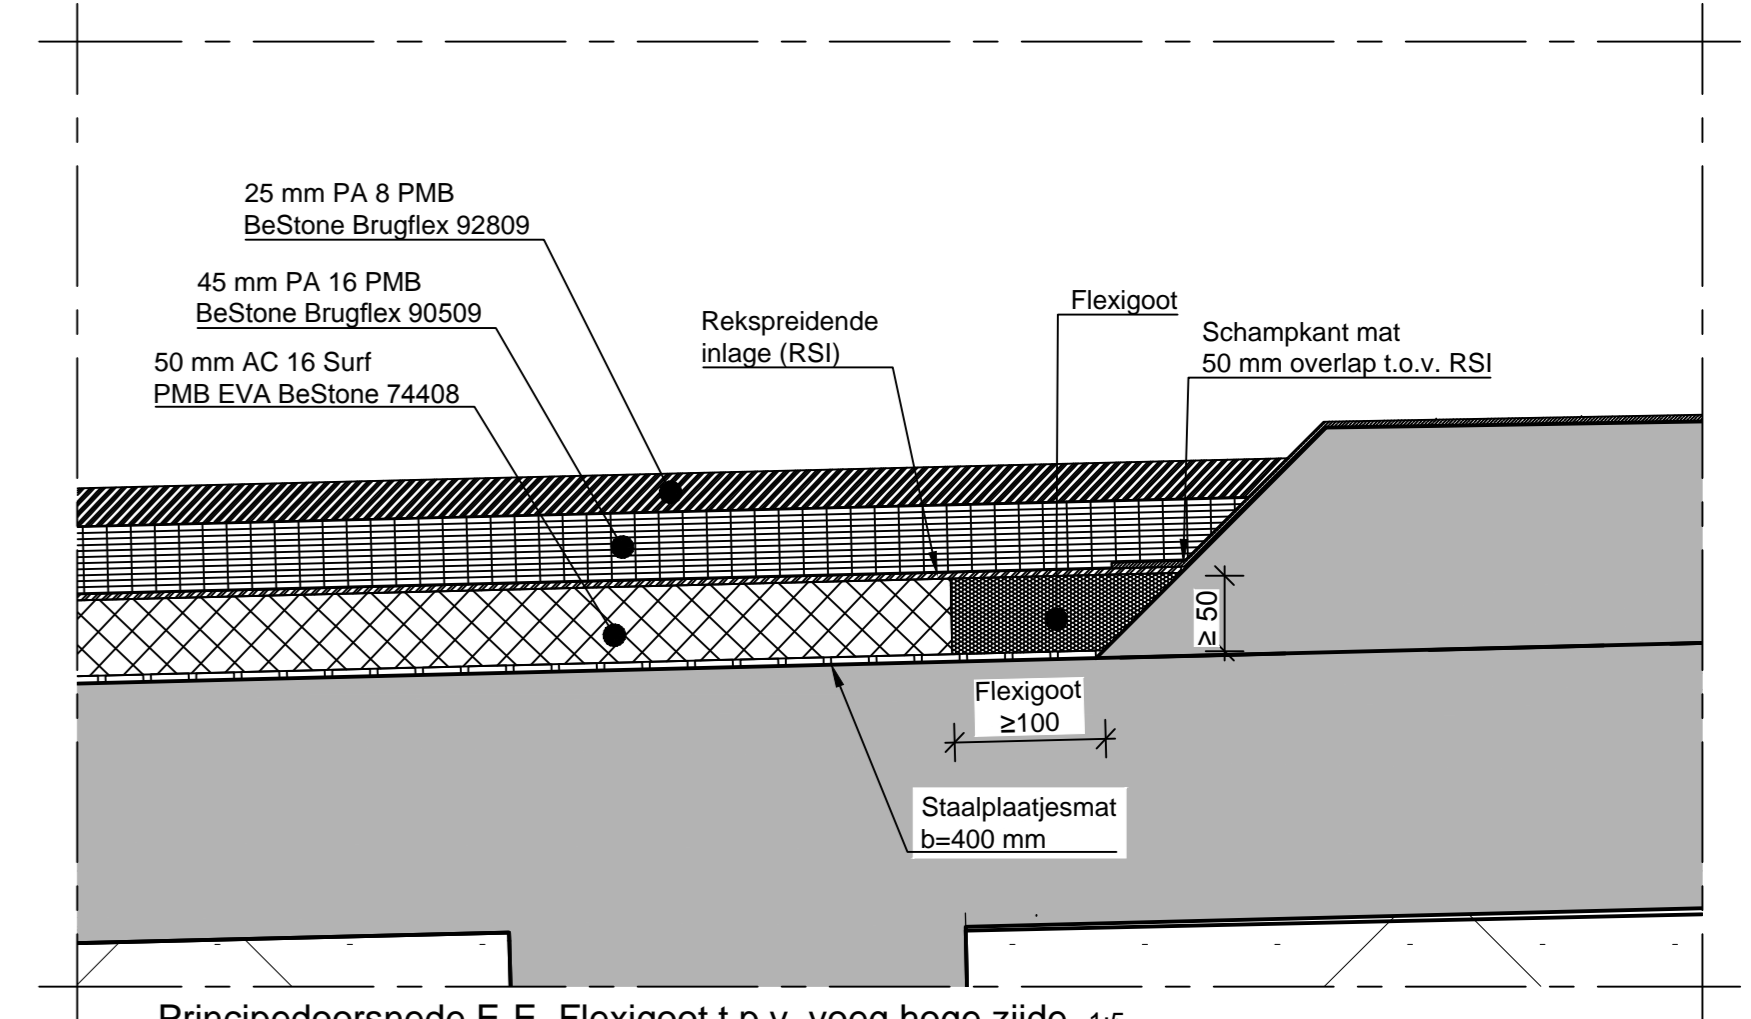 25 mm PA 8 PMB
BeStone Brugflex 92809
45 mm PA 16 PMB
BeStone Brugflex 90509
50 mm AC 16 Surf
PMB EVA BeStone 74408
Rekspreidende
inlage (RSI)
Flexigoot
Schampkant mat
50 mm overlap t.o.v. RSI
≥ 50
Flexigoot
≥100
Staalplaatjesmat
b=400 mm
Principedoorsnede E-E, Flexigoot t.p.v. voeg hoge zijde 1:5